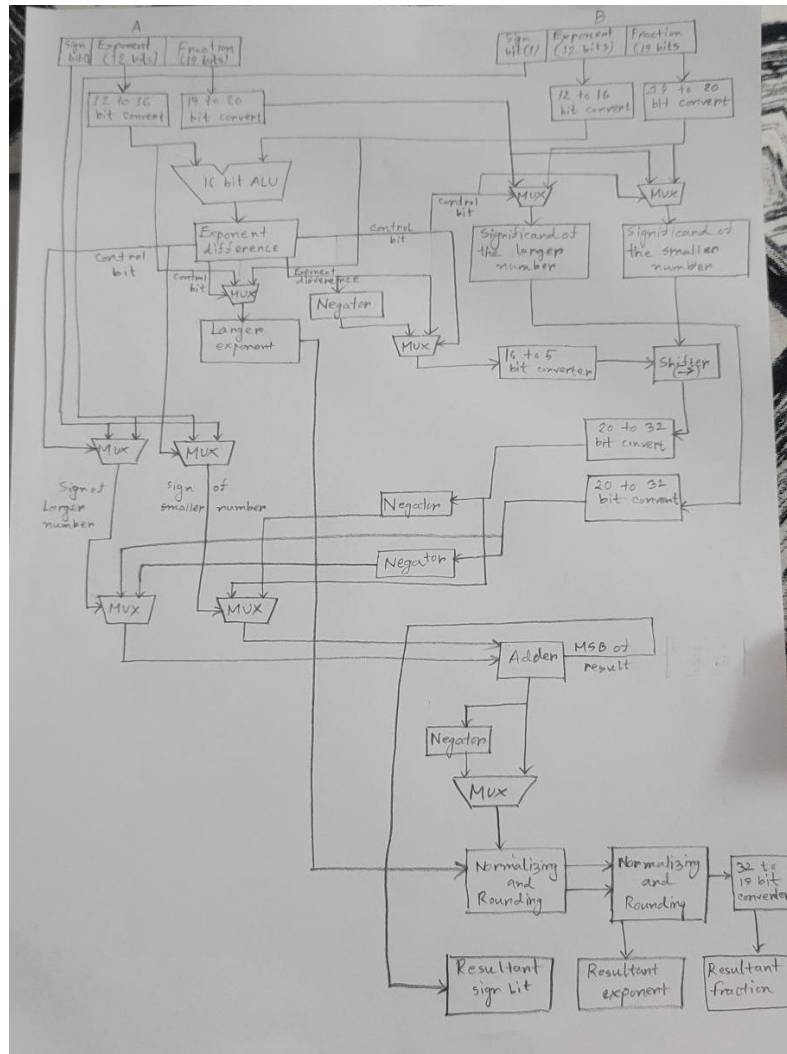 A
B
Sign bit(1)
Exponent (12 bits)
Fraction (19 bits)
Sign bit(1)
Exponent (12 bits)
Fraction (19 bits
12 to 16
bit convert
19 to 20
bit convert
12 to 16
bit convert
19 to 20
bit convert
16 bit ALU
MUX
MUX
Control
bit
Exponent
difference
Control
bit
Significand of
the larger
number
Significand of
the smaller
number
Control
bit
Control
bit
MUX
Exponent
difference
Negator
Larger
exponent
MUX
16 to 5
bit converter
Shifter
(→)
20 to 32
bit convert
MUX
MUX
20 to 32
bit convert
Sign of
Larger
number
Sign of
smaller number
Negator
Negator
MUX
MUX
Adder
MSB of
result
Negator
MUX
Normalizing
and
Rounding
Normalizing
and
Rounding
32 to
19 bit
converter
Resultant
sign bit
Resultant
exponent
Resultant
fraction